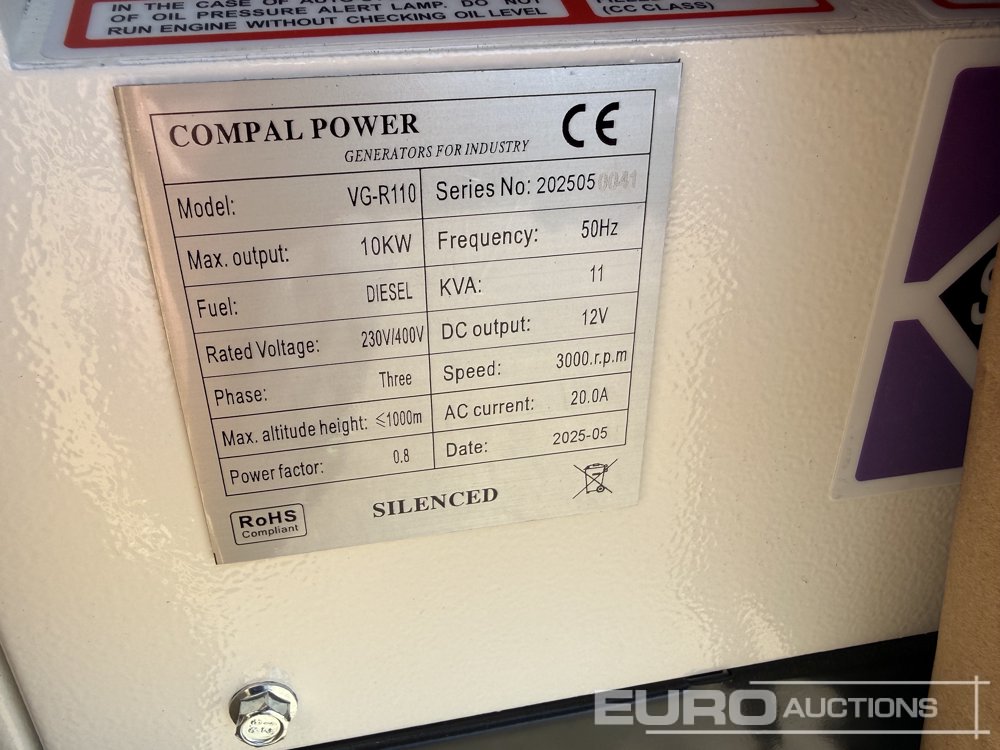 IN THE CASE OF AUTO-S
OF OIL PRESSURE ALERT LAMP. DO NOT
RUN ENGINE WITHOUT CHECKING OIL LEVEL
(CC CLASS)
COMPAL POWER
GENERATORS FOR INDUSTRY
CE
Model: VG-R110 Series No: 2025050041
Max. output: 10KW Frequency: 50Hz
Fuel: DIESEL KVA: 11
Rated Voltage: 230V/400V DC output: 12V
Phase: Three Speed: 3000.r.p.m
Max. altitude height: ≤1000m AC current: 20.0A
Power factor: 0.8 Date: 2025-05
RoHS
Compliant
SILENCED
EURO AUCTIONS